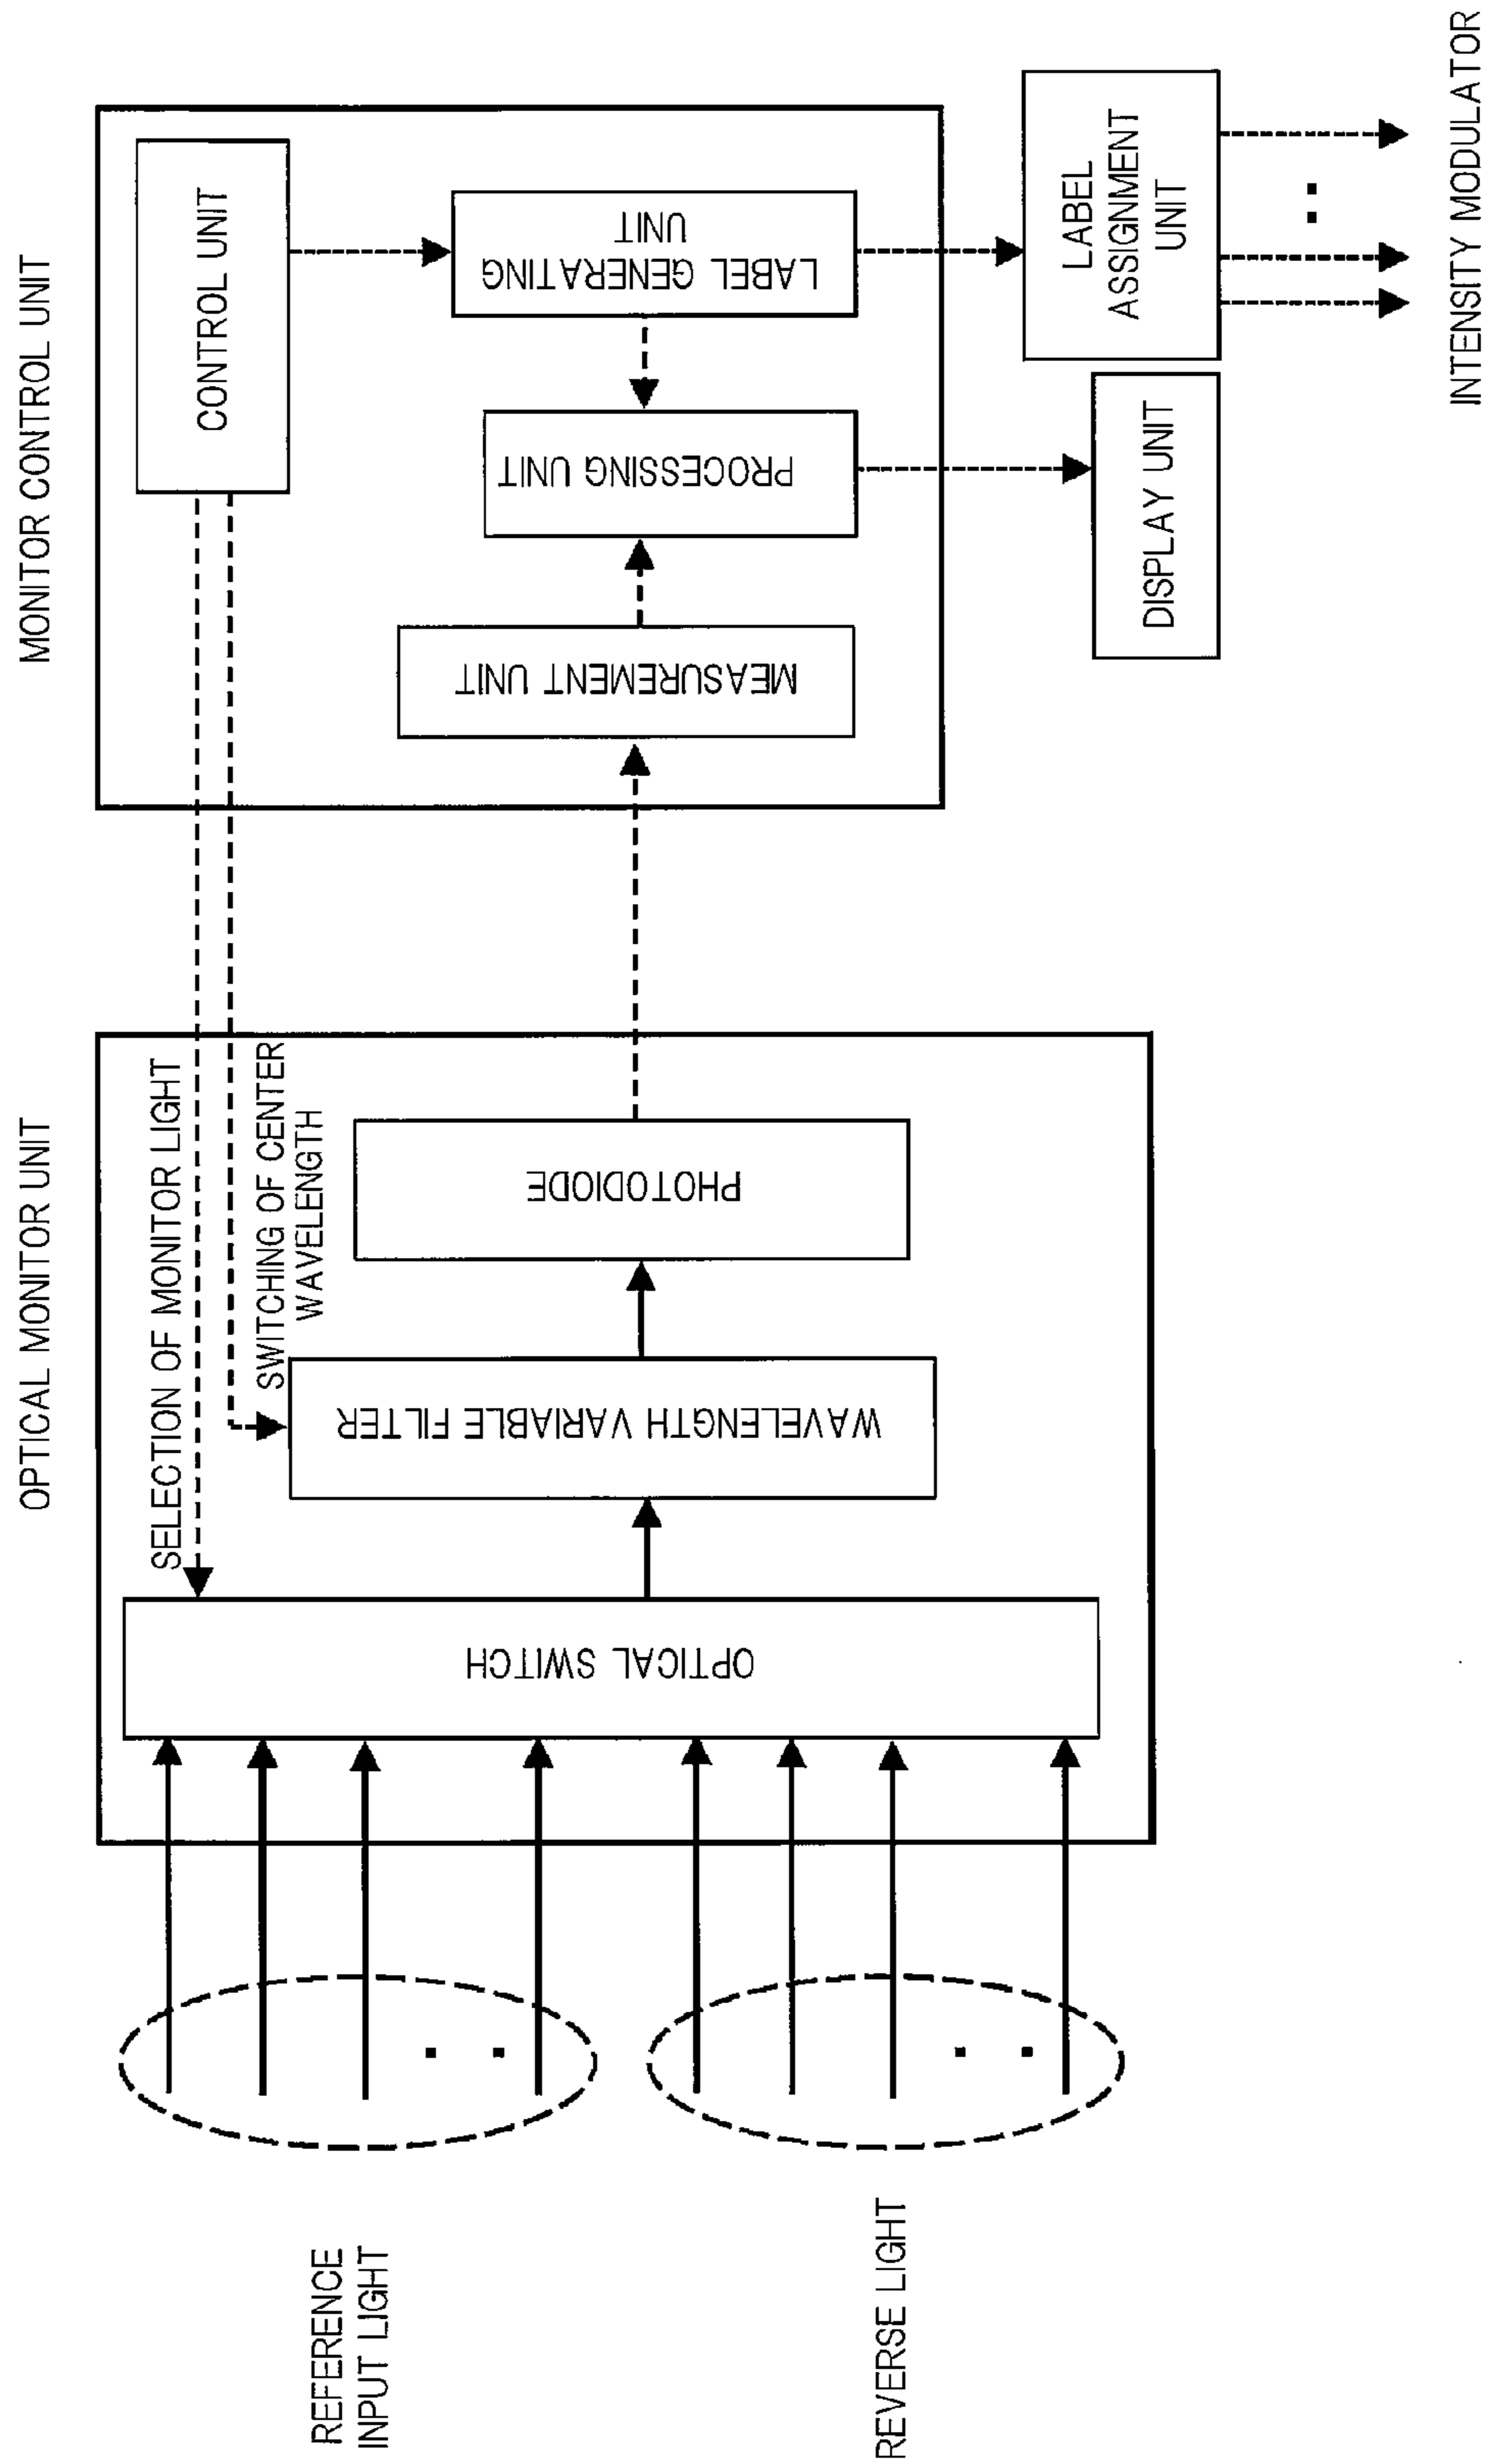 OPTICAL MONITOR UNIT
MONITOR CONTROL UNIT
SELECTION OF MONITOR LIGHT
SWITCHING OF CENTER
WAVELENGTH
CONTROL UNIT
REFERENCE
INPUT LIGHT
REVERSE LIGHT
OPTICAL SWITCH
WAVELENGTH VARIABLE FILTER
PHOTODIODE
MEASUREMENT UNIT
PROCESSING UNIT
LABEL GENERATING
UNIT
DISPLAY UNIT
LABEL
ASSIGNMENT
UNIT
INTENSITY MODULATOR